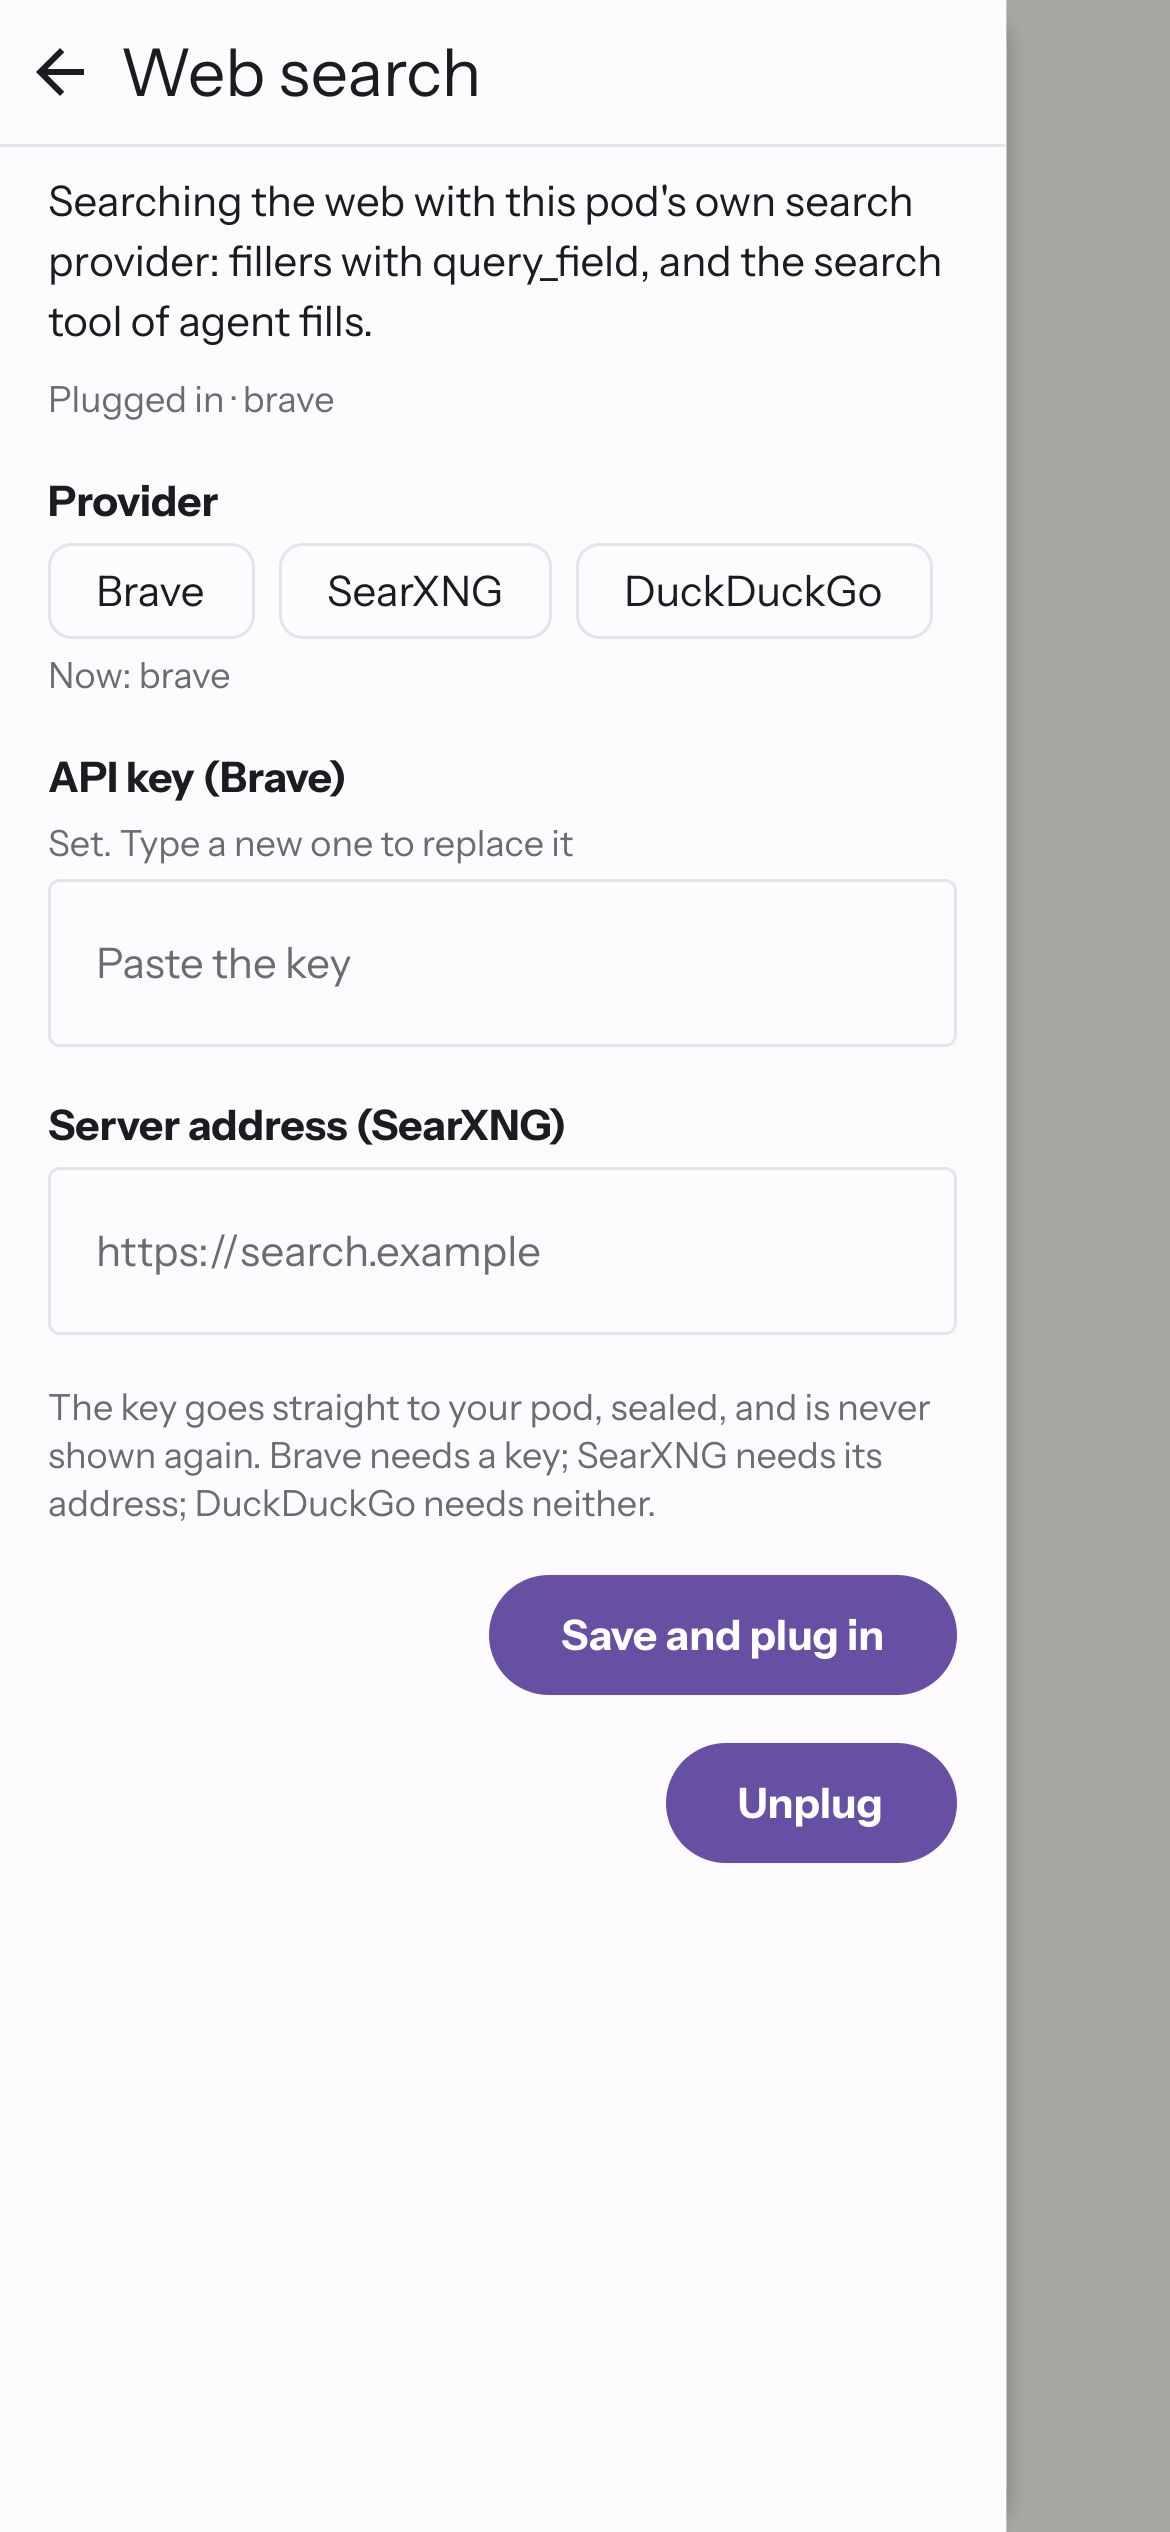 Web search
Searching the web with this pod's own search
provider: fillers with query_field, and the search
tool of agent fills.
Plugged in · brave
Provider
Brave
SearXNG
DuckDuckGo
Now: brave
API key (Brave)
Set. Type a new one to replace it
Paste the key
Server address (SearXNG)
https://search.example
The key goes straight to your pod, sealed, and is never
shown again. Brave needs a key; SearXNG needs its
address; DuckDuckGo needs neither.
Save and plug in
Unplug